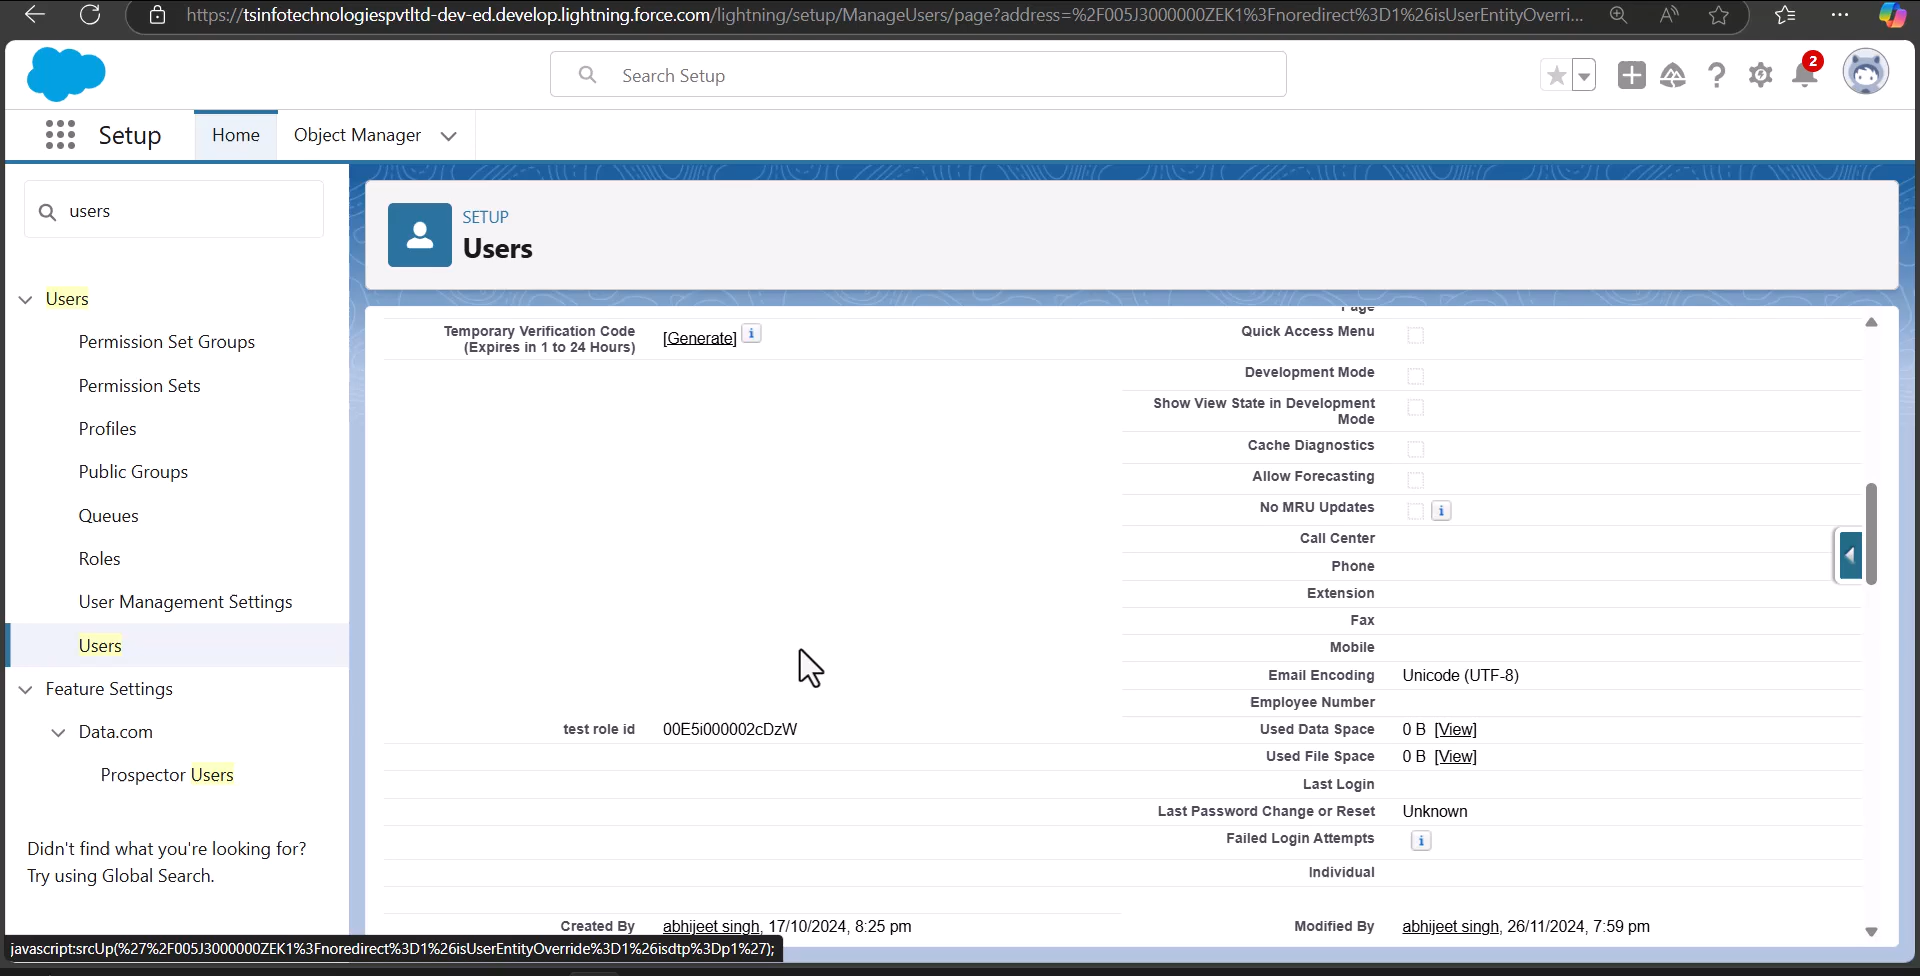 https://tsinfotechnologiespvtltd-dev-ed.develop.lightning.force.com/lightning/setup/ManageUsers/page?address=%2F005J3000000ZEK1%3Fnoredirect%3D1%26isUserEntityOverri...
Search Setup
2
Setup
Home
Object Manager
users
SETUP
Users
Users
Permission Set Groups
Permission Sets
Profiles
Public Groups
Queues
Roles
User Management Settings
Users
Feature Settings
Data.com
Prospector Users
Didn't find what you're looking for?
Try using Global Search.
Page
Temporary Verification Code
(Expires in 1 to 24 Hours)
[Generate]
Quick Access Menu
Development Mode
Show View State in Development
Mode
Cache Diagnostics
Allow Forecasting
No MRU Updates
Call Center
Phone
Extension
Fax
Mobile
Email Encoding Unicode (UTF-8)
Employee Number
test role id 00E5i000002cDzW
Used Data Space 0 B [View]
Used File Space 0 B [View]
Last Login
Last Password Change or Reset Unknown
Failed Login Attempts
Individual
Created By abhijeet singh, 17/10/2024, 8:25 pm
Modified By abhijeet singh, 26/11/2024, 7:59 pm
javascript:srcUp(%27%2F005J3000000ZEK1%3Fnoredirect%3D1%26isUserEntityOverride%3D1%26isdtp%3Dp1%27);